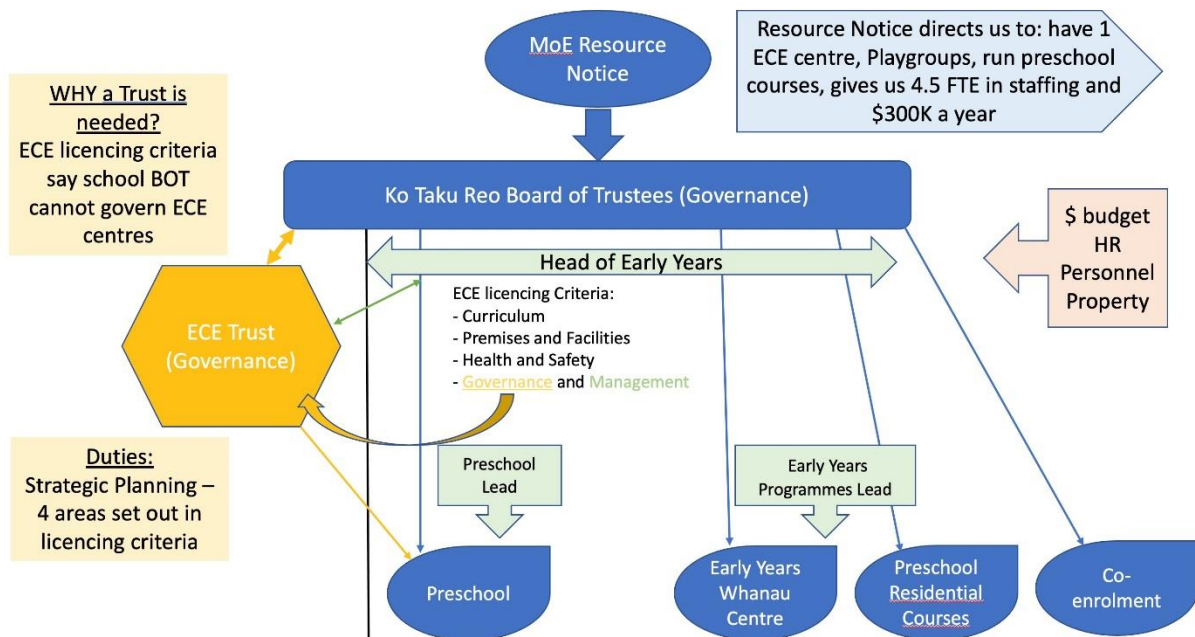 MoE Resource
Notice
Resource Notice directs us to: have 1
ECE centre, Playgroups, run preschool
courses, gives us 4.5 FTE in staffing and
$300K a year
WHY a Trust is
needed?
ECE licencing criteria
say school BOT
cannot govern ECE
centres
Ko Taku Reo Board of Trustees (Governance)
$ budget
HR
Personnel
Property
Head of Early Years
ECE Trust
(Governance)
ECE licencing Criteria:
- Curriculum
- Premises and Facilities
- Health and Safety
- Governance and Management
Duties:
Strategic Planning –
4 areas set out in
licencing criteria
Preschool
Lead
Early Years
Programmes Lead
Preschool
Early Years
Whanau
Centre
Preschool
Residential
Courses
Co-
enrolment